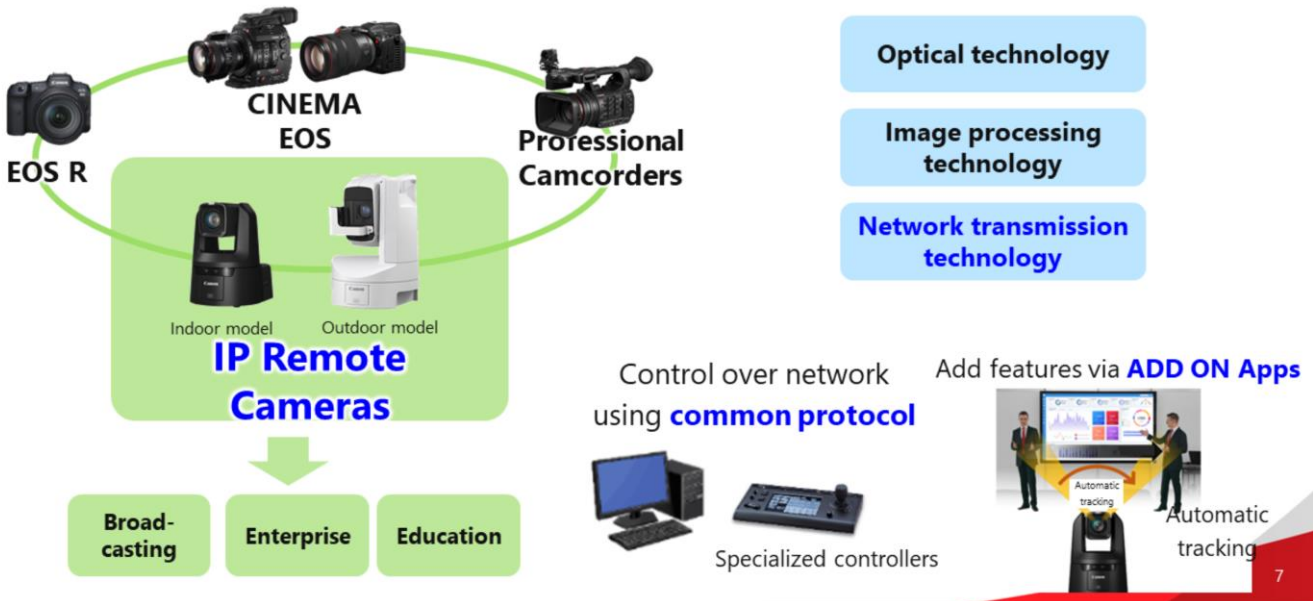 CINEMA
EOS
EOS R
Professional
Camcorders
Indoor model
Outdoor model
IP Remote
Cameras
Broad-
casting
Enterprise
Education
Optical technology
Image processing
technology
Network transmission
technology
Control over network
using common protocol
Specialized controllers
Add features via ADD ON Apps
Automatic
tracking
Automatic
tracking
Canon
7